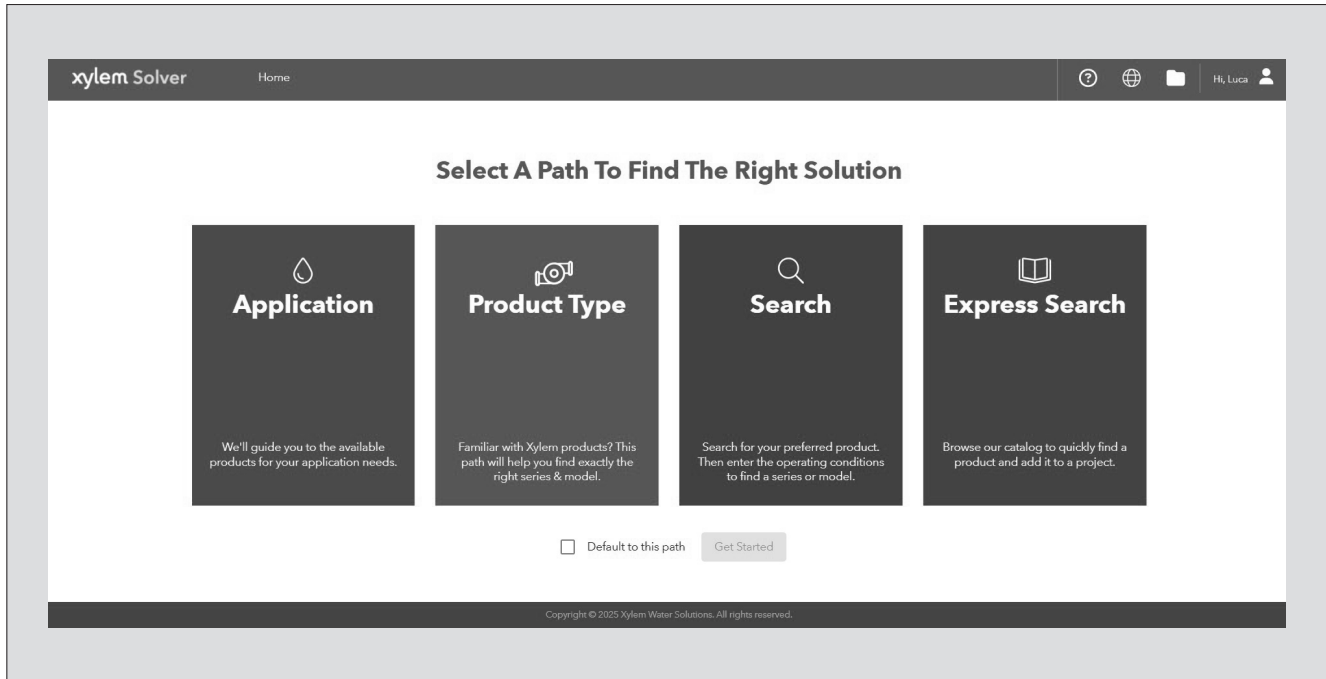 xylem Solver
Home
Hi, Luca
Select A Path To Find The Right Solution
Application
We'll guide you to the available
products for your application needs.
Product Type
Familiar with Xylem products? This
path will help you find exactly the
right series & model.
Search
Search for your preferred product.
Then enter the operating conditions
to find a series or model.
Express Search
Browse our catalog to quickly find a
product and add it to a project.
Default to this path
Get Started
Copyright © 2025 Xylem Water Solutions. All rights reserved.